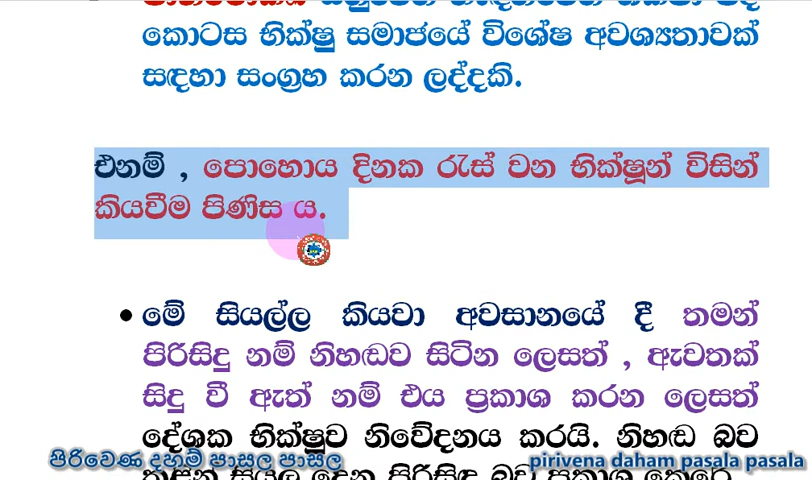 කොටස භික්ෂු සමාජයේ විශේෂ අවශ්‍යතාවක්
සඳහා සංග්‍රහ කරන ලද්දකි.
එනම් , පොහොය දිනක රැස් වන භික්ෂූන් විසින්
කියවීම පිණිස ය.
• මේ සියල්ල කියවා අවසානයේ දී තමන්
පිරිසිදු නම් නිහඬව සිටින ලෙසත් , ඇවතක්
සිදු වී ඇත් නම් එය ප්‍රකාශ කරන ලෙසත්
දේශක භික්ෂුව නිවේදනය කරයි. නිහඬ බව
පිරිවෙණ දහම් පාසල පාසල pirivena daham pasala pasala